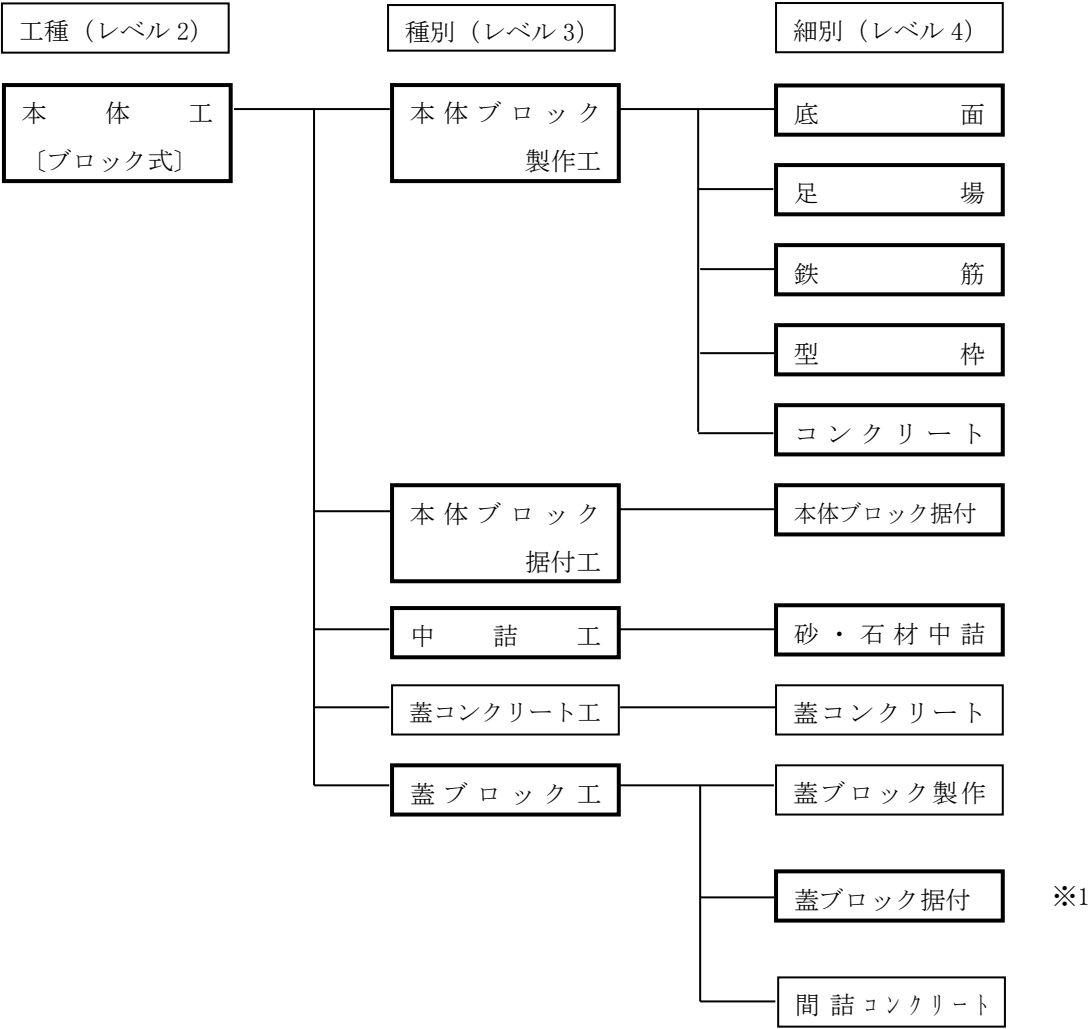 工種（レベル2）
種別（レベル3）
細別（レベル4）
本体工
〔ブロック式〕
本体ブロック
製作工
底面
足場
鉄筋
型枠
コンクリート
本体ブロック
据付工
本体ブロック据付
中詰工
砂・石材中詰
蓋コンクリート工
蓋コンクリート
蓋ブロック工
蓋ブロック製作
蓋ブロック据付
※1
間詰コンクリート